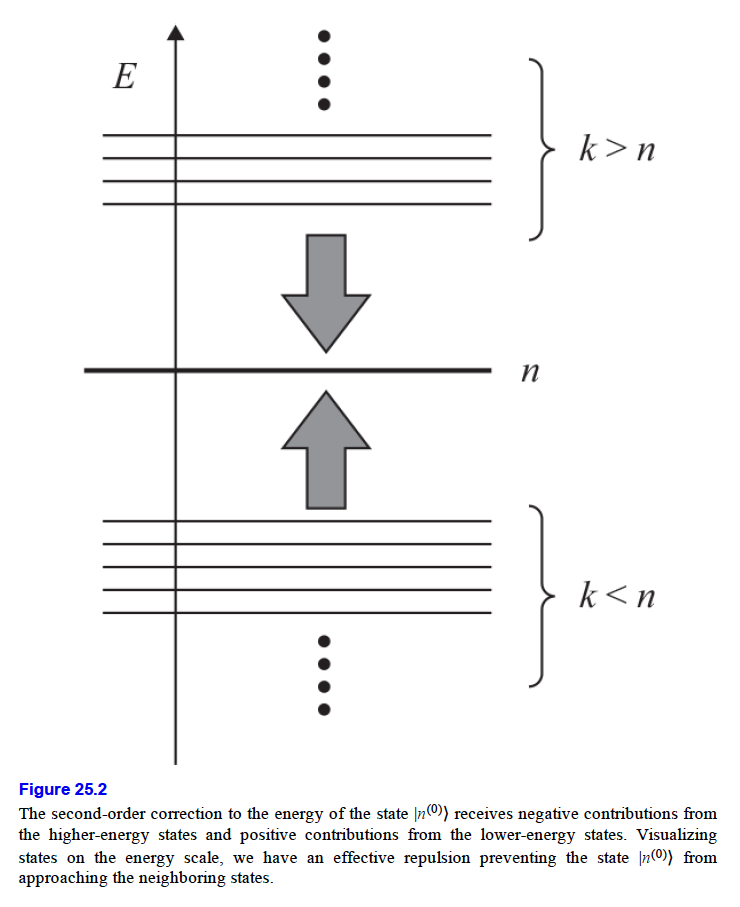 E
k > n
n
k < n
Figure 25.2
The second-order correction to the energy of the state |n⁽⁰⁾⟩ receives negative contributions from
the higher-energy states and positive contributions from the lower-energy states. Visualizing
states on the energy scale, we have an effective repulsion preventing the state |n⁽⁰⁾⟩ from
approaching the neighboring states.